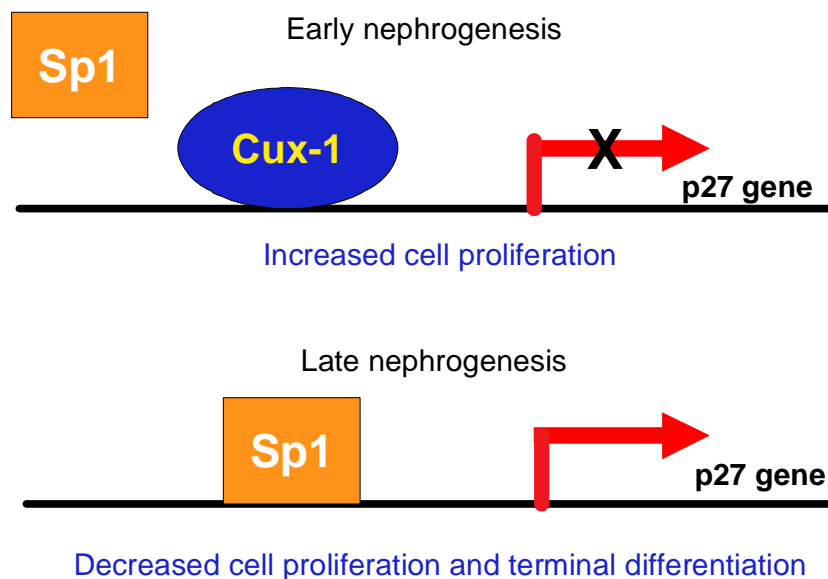 Early nephrogenesis
Sp1
Cux-1
X
p27 gene
Increased cell proliferation
Late nephrogenesis
Sp1
p27 gene
Decreased cell proliferation and terminal differentiation